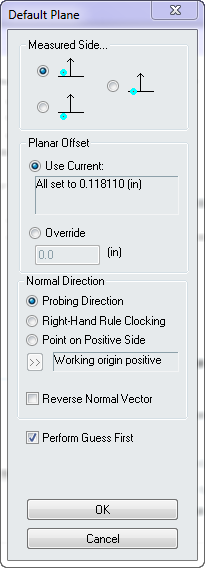 Default Plane
Measured Side...
Planar Offset
Use Current:
All set to 0.118110 (in)
Override
0.0 (in)
Normal Direction
Probing Direction
Right-Hand Rule Clocking
Point on Positive Side
>> Working origin positive
Reverse Normal Vector
Perform Guess First
OK
Cancel